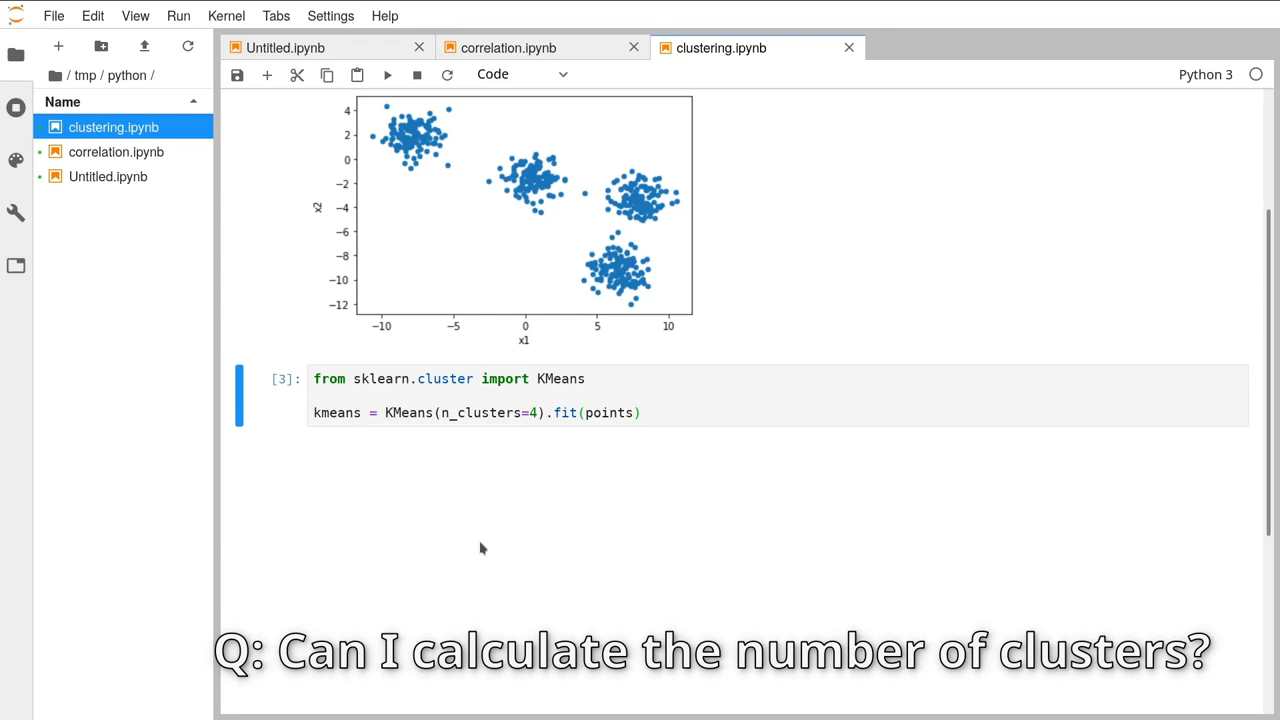 File Edit View Run Kernel Tabs Settings Help
Untitled.ipynb correlation.ipynb clustering.ipynb
Code Python 3
/ tmp / python /
Name
clustering.ipynb
correlation.ipynb
Untitled.ipynb
4
2
0
−2
−4
−6
−8
−10
−12
x2
−10 −5 0 5 10
x1
[3]: from sklearn.cluster import KMeans
kmeans = KMeans(n_clusters=4).fit(points)
Q: Can I calculate the number of clusters?